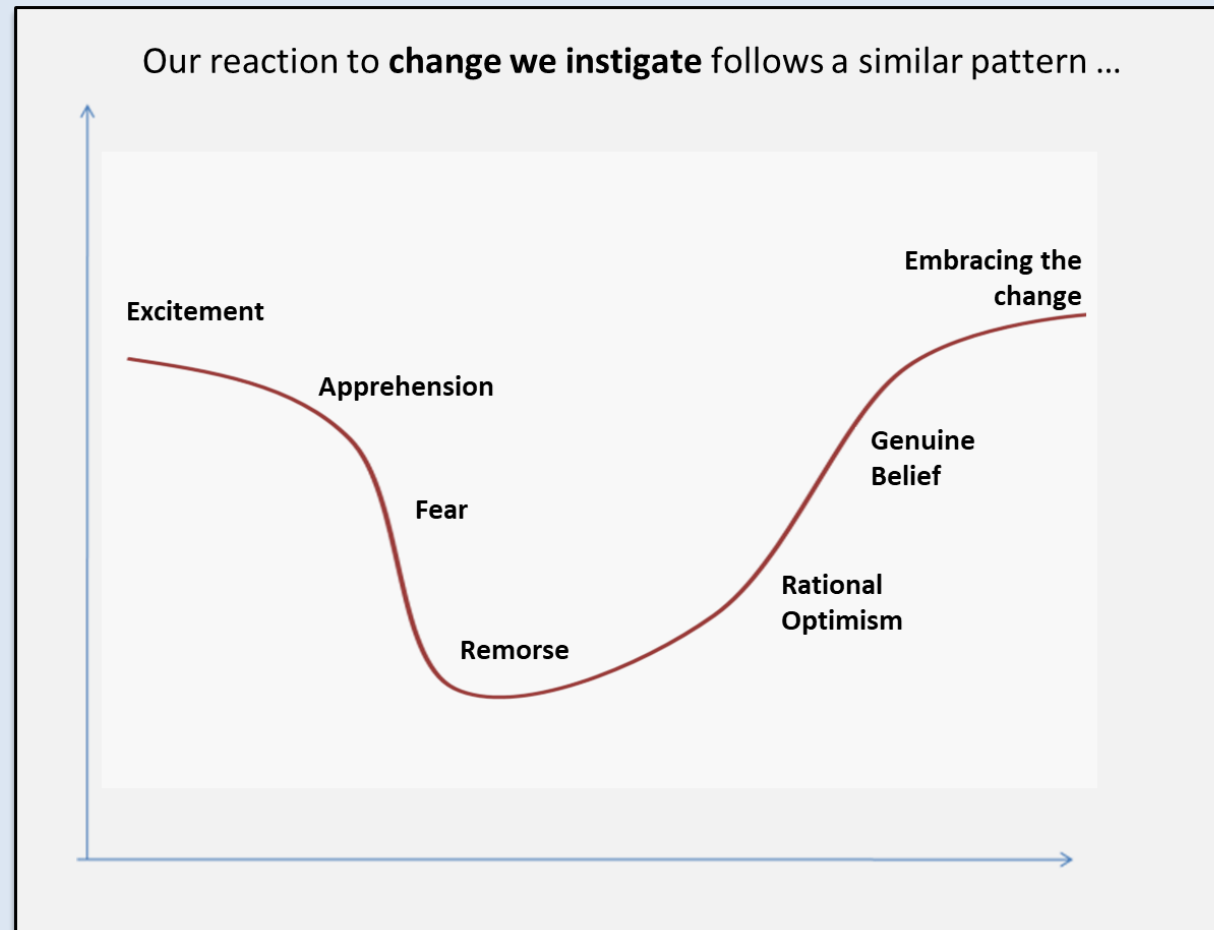 Our reaction to change we instigate follows a similar pattern ...
Excitement
Apprehension
Fear
Remorse
Rational
Optimism
Genuine
Belief
Embracing the
change